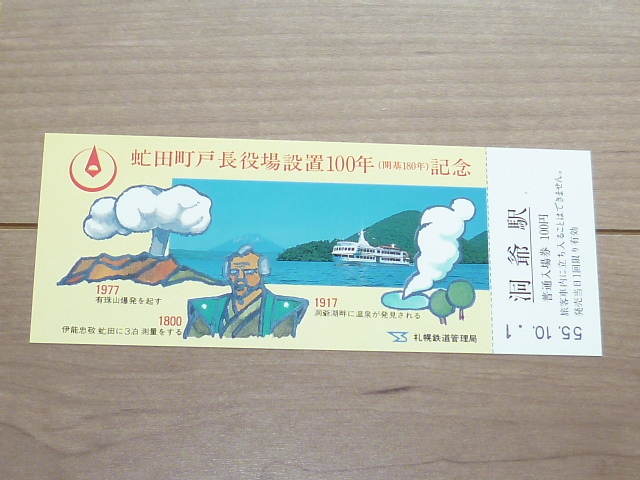 虻田町戸長役場設置100年(開基180年)記念
1977
有珠山爆発を起す
1800
伊能忠敬 虻田に3泊 測量をする
1917
洞爺湖畔に温泉が発見される
札幌鉄道管理局
洞爺駅
普通入場券 100円
旅客車内に立ち入ることはできません。
発売当日1回限り有効
55.10.-1